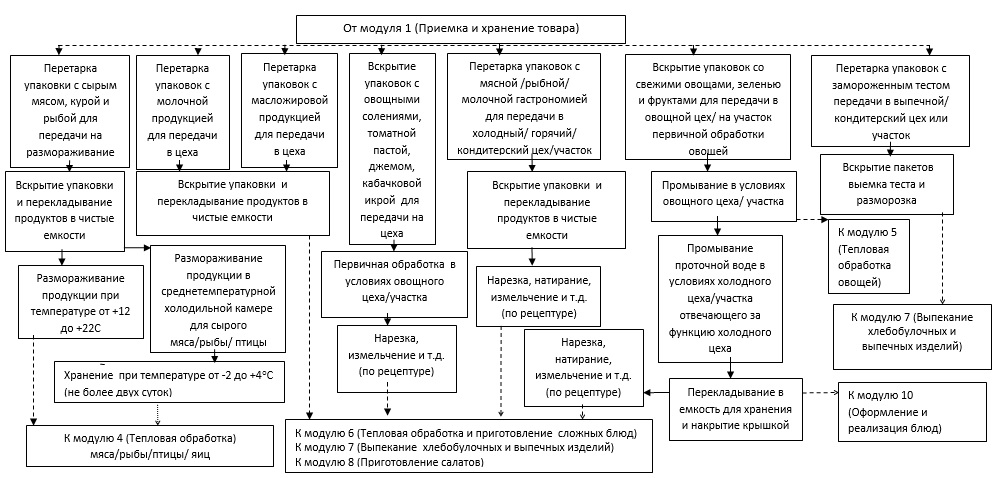 От модуля 1 (Приемка и хранение товара)
Перетарка
упаковки с сырым
мясом, курой и
рыбой для
передачи на
размораживание
Перетарка
упаковок с
молочной
продукцией
для передачи
в цеха
Перетарка
упаковок с
масложировой
продукцией
для передачи
в цеха
Вскрытие
упаковок с
овощными
солениями,
томатной
пастой,
джемом,
кабачковой
икрой для
передачи на
цеха
Перетарка упаковок с
мясной /рыбной/
молочной гастрономией
для передачи в
холодный/ горячий/
кондитерский цех/участок
Вскрытие упаковок со
свежими овощами, зеленью
и фруктами для передачи в
овощной цех/ на участок
первичной обработки
овощей
Перетарка упаковок с
замороженным тестом
передачи в выпечной/
кондитерский цех или
участок
Вскрытие упаковки
и перекладывание
продуктов в чистые
емкости
Вскрытие упаковки и
перекладывание продуктов в
чистые емкости
Вскрытие упаковки и
перекладывание
продуктов в чистые
емкости
Промывание в условиях
овощного цеха/ участка
Вскрытие пакетов
выемка теста и
разморозка
К модулю 5
(Тепловая
обработка
овощей)
Размораживание
продукции при
температуре от +12
до +22С
Размораживание
продукции в
среднетемпературной
холодильной камере
для сырого
мяса/рыбы/ птицы
Первичная обработка в
условиях овощного
цеха/участка
Нарезка, натирание,
измельчение и т.д.
(по рецептуре)
Промывание
проточной воде в
условиях холодного
цеха/участка
отвечающего за
функцию холодного
цеха
К модулю 7 (Выпекание
хлебобулочных и
выпечных изделий)
Нарезка,
измельчение и т.д.
(по рецептуре)
Нарезка,
натирание,
измельчение и т.д.
(по рецептуре)
Хранение при температуре от -2 до +4°С
(не более двух суток)
Перекладывание в
емкость для хранения
и накрытие крышкой
К модулю 10
(Оформление и
реализация блюд)
К модулю 4 (Тепловая обработка)
мяса/рыбы/птицы/ яиц
К модулю 6 (Тепловая обработка и приготовление сложных блюд)
К модулю 7 (Выпекание хлебобулочных и выпечных изделий)
К модулю 8 (Приготовление салатов)